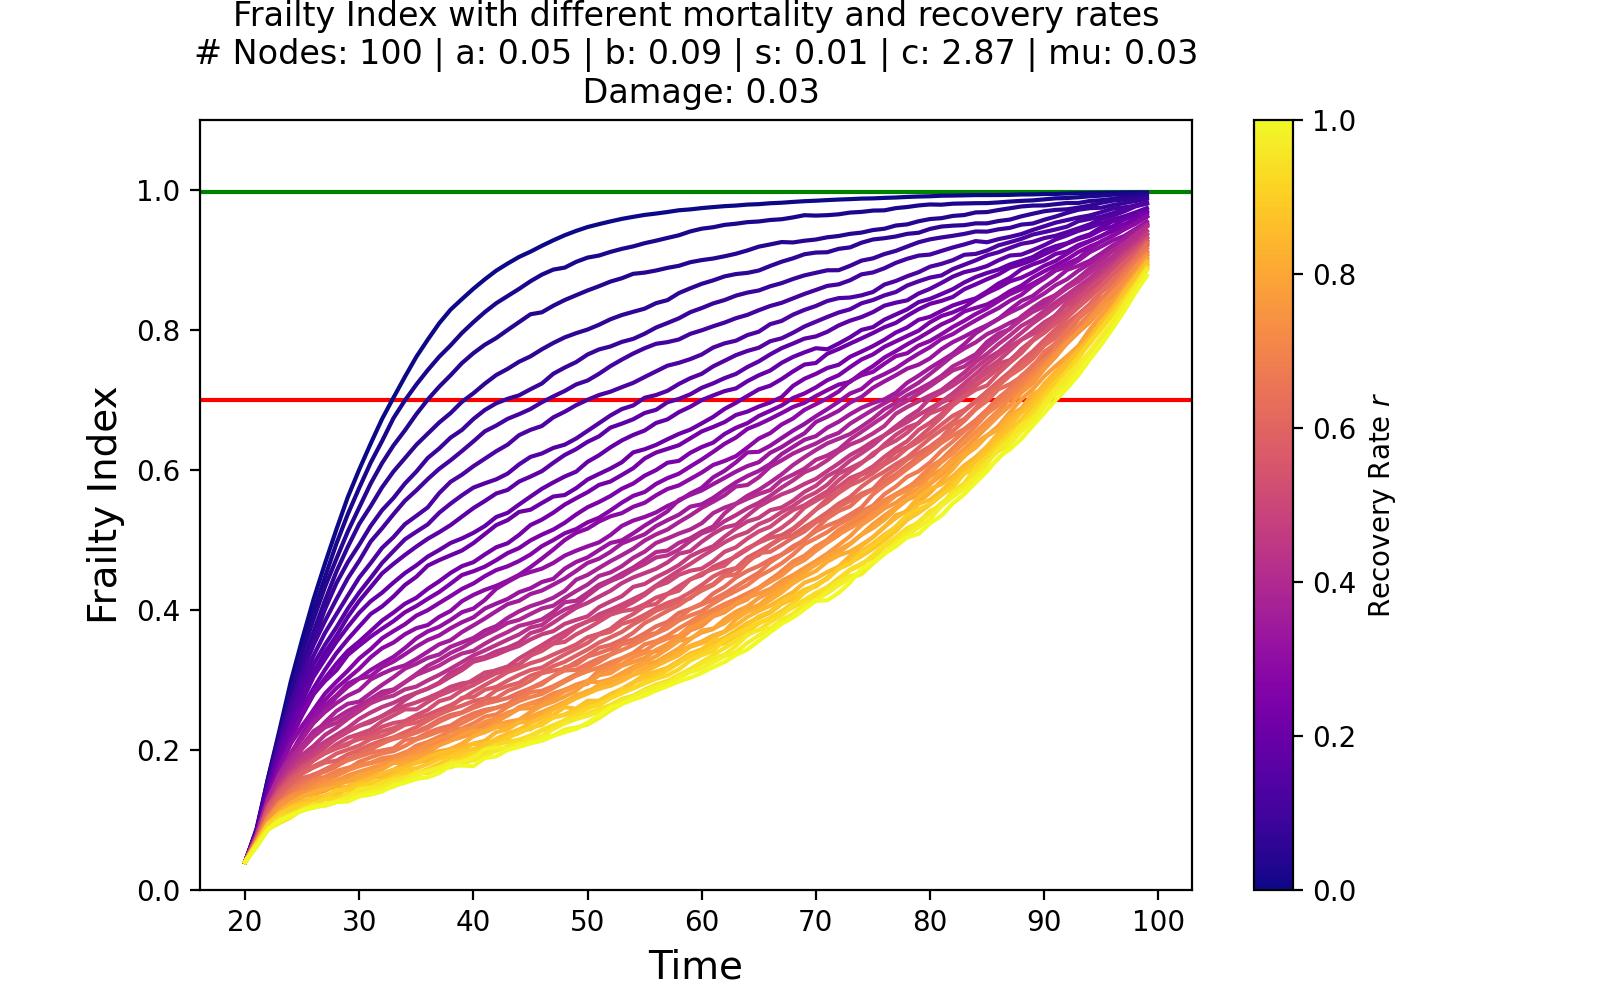 Frailty Index with different mortality and recovery rates
# Nodes: 100 | a: 0.05 | b: 0.09 | s: 0.01 | c: 2.87 | mu: 0.03
Damage: 0.03
Frailty Index
1.0
0.8
0.6
0.4
0.2
0.0
20 30 40 50 60 70 80 90 100
Time
1.0
0.8
0.6
0.4
0.2
0.0
Recovery Rate r